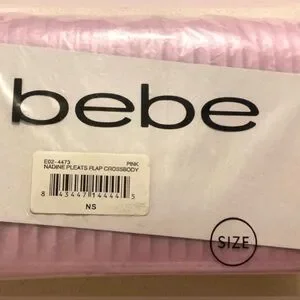 bebe
E02-4473 PINK
NADINE PLEATS FLAP CROSSBODY
8 43447 14444 5
NS
SIZE